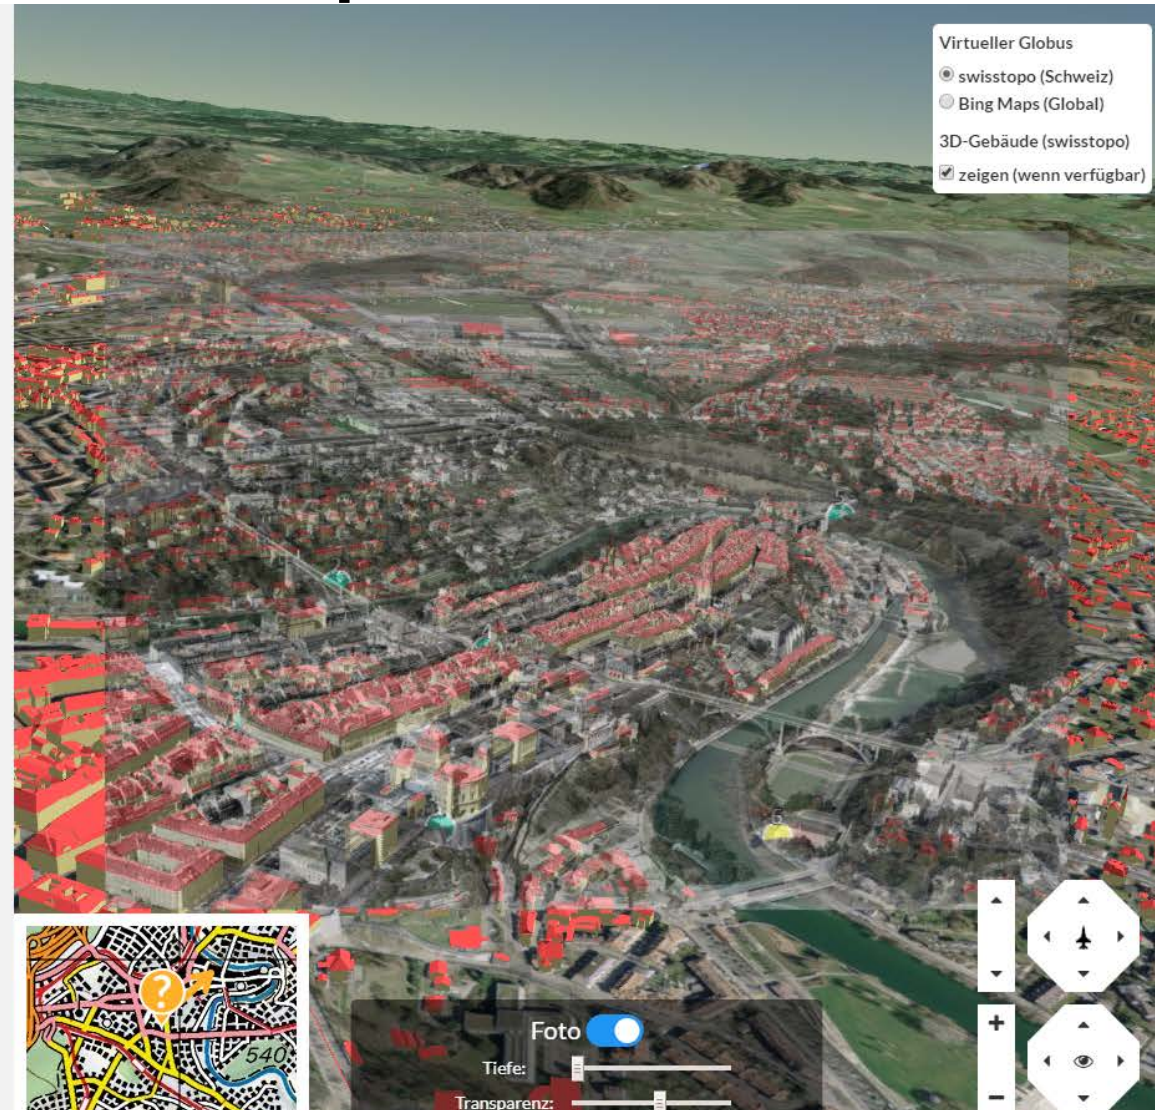 Virtueller Globus
swisstopo (Schweiz)
Bing Maps (Global)
3D-Gebäude (swisstopo)
zeigen (wenn verfügbar)
?
540
Foto
Tiefe:
Transparenz:
+
−